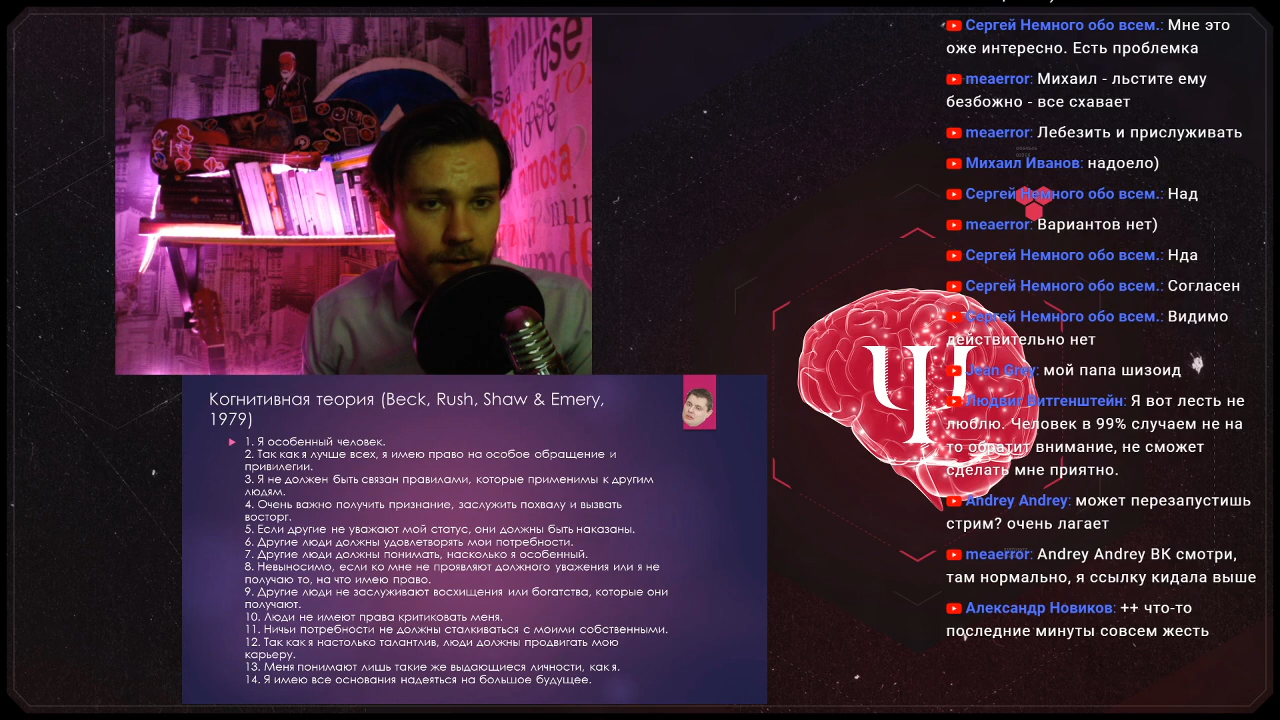 Когнитивная теория (Beck, Rush, Shaw & Emery,
1979)
1. Я особенный человек.
2. Так как я лучше всех, я имею право на особое обращение и
привилегии.
3. Я не должен быть связан правилами, которые применимы к другим
людям.
4. Очень важно получить признание, заслужить похвалу и вызвать
восторг.
5. Если другие не уважают мой статус, они должны быть наказаны.
6. Другие люди должны удовлетворять мои потребности.
7. Другие люди должны понимать, насколько я особенный.
8. Невыносимо, если ко мне не проявляют должного уважения или я не
получаю то, на что имею право.
9. Другие люди не заслуживают восхищения или богатства, которые они
получают.
10. Люди не имеют права критиковать меня.
11. Ничьи потребности не должны сталкиваться с моими собственными.
12. Так как я настолько талантлив, люди должны продвигать мою
карьеру.
13. Меня понимают лишь такие же выдающиеся личности, как я.
14. Я имею все основания надеяться на большое будущее.
Ψ
Сергей Немного обо всем.: Мне это
оже интересно. Есть проблемка
meaerror: Михаил - льстите ему
безбожно - все схавает
meaerror: Лебезить и прислуживать
Михаил Иванов: надоело)
Сергей Немного обо всем.: Над
meaerror: Вариантов нет)
Сергей Немного обо всем.: Нда
Сергей Немного обо всем.: Согласен
Сергей Немного обо всем.: Видимо
действительно нет
Jean Grey: мой папа шизоид
Людвиг Витгенштейн: Я вот лесть не
люблю. Человек в 99% случаем не на
то обратит внимание, не сможет
сделать мне приятно.
Andrey Andrey: может перезапустишь
стрим? очень лагает
meaerror: Andrey Andrey ВК смотри,
там нормально, я ссылку кидала выше
Александр Новиков: ++ что-то
последние минуты совсем жесть